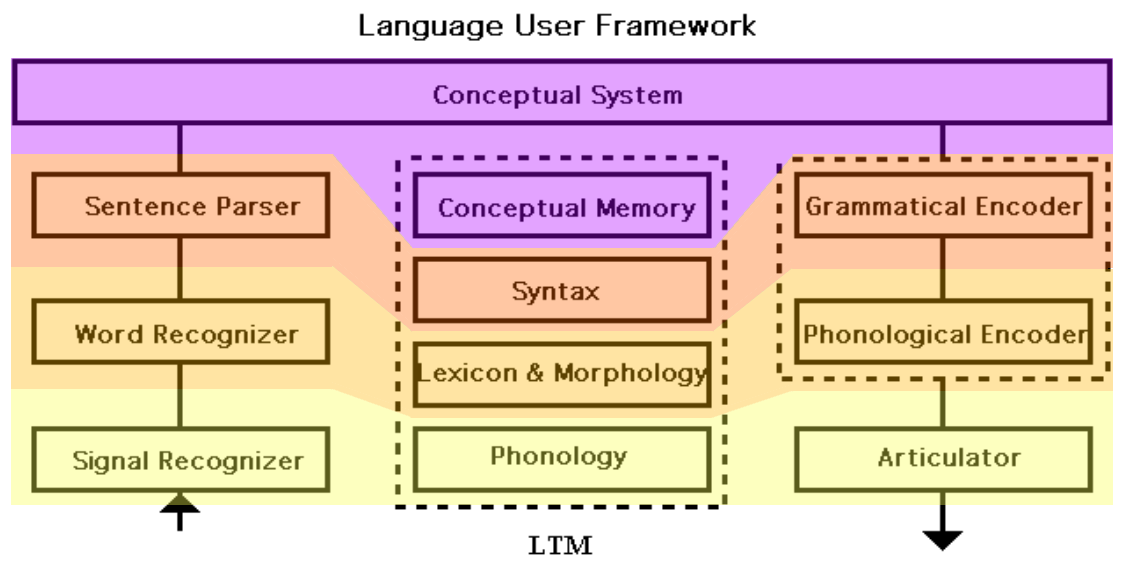 Language User Framework
Conceptual System
Sentence Parser
Conceptual Memory
Grammatical Encoder
Syntax
Word Recognizer
Phonological Encoder
Lexicon & Morphology
Signal Recognizer
Phonology
Articulator
LTM